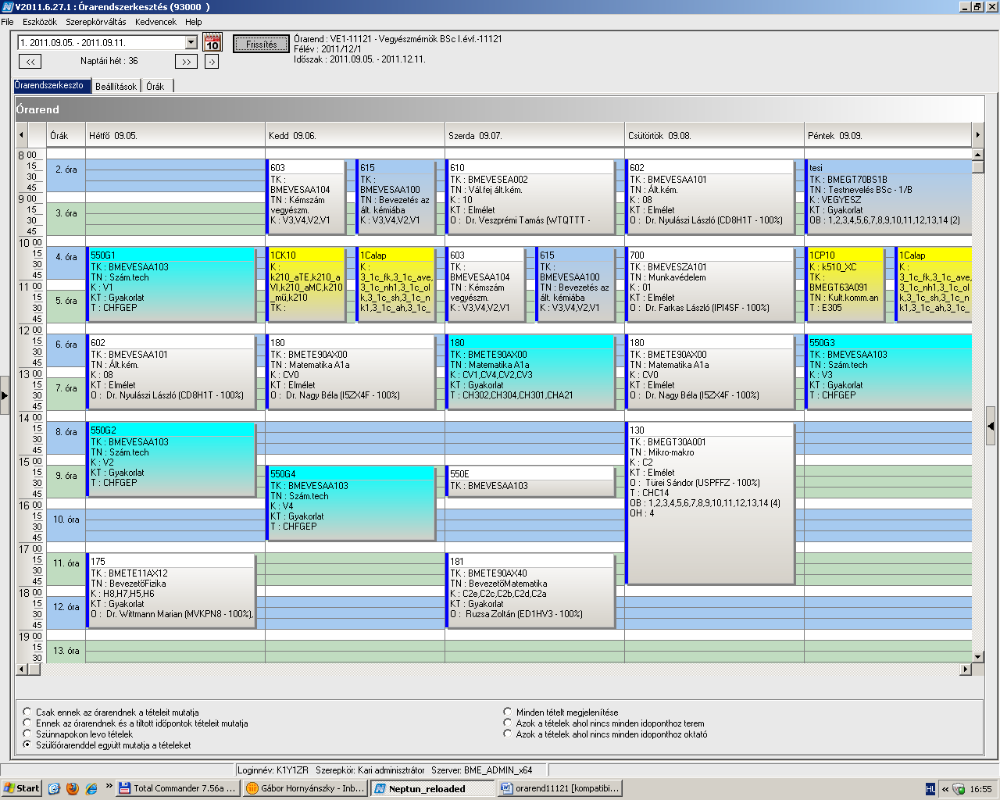 V2011.6.27.1 : Órarendszerkesztés (93000 )
File Eszközök Szerepkörváltás Kedvencek Help
1. 2011.09.05. - 2011.09.11.
10
Frissítés
Órarend : VE1-11121 - Vegyészmérnök BSc I.évf.-11121
Félév : 2011/12/1
Időszak : 2011.09.05. - 2011.12.11.
<< Naptári hét : 36 >> ->
Órarendszerkeszto Beállítások Órák
Órarend
Órák Hétfő 09.05. Kedd 09.06. Szerda 09.07. Csütörtök 09.08. Péntek 09.09.
8 00
15
30
45
9 00
15
30
45
10 00
15
30
45
11 00
15
30
45
12 00
15
30
45
13 00
15
30
45
14 00
15
30
45
15 00
15
30
45
16 00
15
30
45
17 00
15
30
45
18 00
15
30
45
19 00
15
30
2. óra
3. óra
4. óra
5. óra
6. óra
7. óra
8. óra
9. óra
10. óra
11. óra
12. óra
13. óra
550G1
TK : BMEVESAA103
TN : Szám.tech
K : V1
KT : Gyakorlat
T : CHFGEP
602
TK : BMEVESAA101
TN : Ált.kém.
K : 08
KT : Elmélet
O : Dr. Nyulászi László (CD8H1T - 100%)
550G2
TK : BMEVESAA103
TN : Szám.tech
K : V2
KT : Gyakorlat
T : CHFGEP
175
TK : BMETE11AX12
TN : BevezetőFizika
K : H8,H7,H5,H6
KT : Gyakorlat
O : Dr. Wittmann Marian (MVKPN8 - 100%),
603
TK :
BMEVESAA104
TN : Kémszám
vegyészm.
K : V3,V4,V2,V1
615
TK :
BMEVESAA100
TN : Bevezetés az
ált. kémiába
K : V3,V4,V2,V1
1CK10
K :
k210_aTE,k210_a
VI,k210_aMC,k210
_mű,k210
TK :
1Calap
K :
3_1c_fk,3_1c_ave,
3_1c_nh1,3_1c_ol
k,3_1c_sh,3_1c_n
k1,3_1c_ah,3_1c_
180
TK : BMETE90AX00
TN : Matematika A1a
K : CV0
KT : Elmélet
O : Dr. Nagy Béla (I5ZX4F - 100%)
550G4
TK : BMEVESAA103
TN : Szám.tech
K : V4
KT : Gyakorlat
T : CHFGEP
610
TK : BMEVESEA002
TN : Vál.fej ált.kém.
K : 10
KT : Elmélet
O : Dr. Veszprémi Tamás (WTQTTT -
603
TK :
BMEVESAA104
TN : Kémszám
vegyészm.
K : V3,V4,V2,V1
615
TK :
BMEVESAA100
TN : Bevezetés az
ált. kémiába
K : V3,V4,V2,V1
180
TK : BMETE90AX00
TN : Matematika A1a
K : CV1,CV4,CV2,CV3
KT : Gyakorlat
T : CH302,CH304,CH301,CHA21
550E
TK : BMEVESAA103
181
TK : BMETE90AX40
TN : BevezetőMatematika
K : C2e,C2c,C2b,C2d,C2a
KT : Gyakorlat
O : Ruzsa Zoltán (ED1HV3 - 100%)
602
TK : BMEVESAA101
TN : Ált.kém.
K : 08
KT : Elmélet
O : Dr. Nyulászi László (CD8H1T - 100%)
700
TK : BMEVESZA101
TN : Munkavédelem
K : 01
KT : Elmélet
O : Dr. Farkas László (IPI4SF - 100%)
180
TK : BMETE90AX00
TN : Matematika A1a
K : CV0
KT : Elmélet
O : Dr. Nagy Béla (I5ZX4F - 100%)
130
TK : BMEGT30A001
TN : Mikro-makro
K : C2
KT : Elmélet
O : Türei Sándor (USPFFZ - 100%)
T : CHC14
OB : 1,2,3,4,5,6,7,8,9,10,11,12,13,14 (4)
OH : 4
tesi
TK : BMEGT70BS1B
TN : Testnevelés BSc - 1/B
K : VEGYESZ
KT : Gyakorlat
OB : 1,2,3,4,5,6,7,8,9,10,11,12,13,14 (2)
1CP10
K : k510_XC
TK :
BMEGT63A091
TN : Kult.komm.an
T : E305
1Calap
K :
3_1c_fk,3_1c_ave,
3_1c_nh1,3_1c_ol
k,3_1c_sh,3_1c_n
k1,3_1c_ah,3_1c_
550G3
TK : BMEVESAA103
TN : Szám.tech
K : V3
KT : Gyakorlat
T : CHFGEP
Csak ennek az órarendnek a tételeit mutatja
Ennek az órarendnek és a tiltott időpontok tételeit mutatja
Szünnapokon levo tételek
Szülőórarenddel együtt mutatja a tételeket
Minden tételt megjelenítése
Azok a tételek ahol nincs minden idoponthoz terem
Azok a tételek ahol nincs minden idoponthoz oktató
Loginnév: K1Y1ZR Szerepkör: Kari adminisztrátor Szerver: BME_ADMIN_x64
Start » Total Commander 7.56a ... Gábor Hornyánszky - Inb... Neptun_reloaded orarend11121 [kompatibi... HU « 16:55